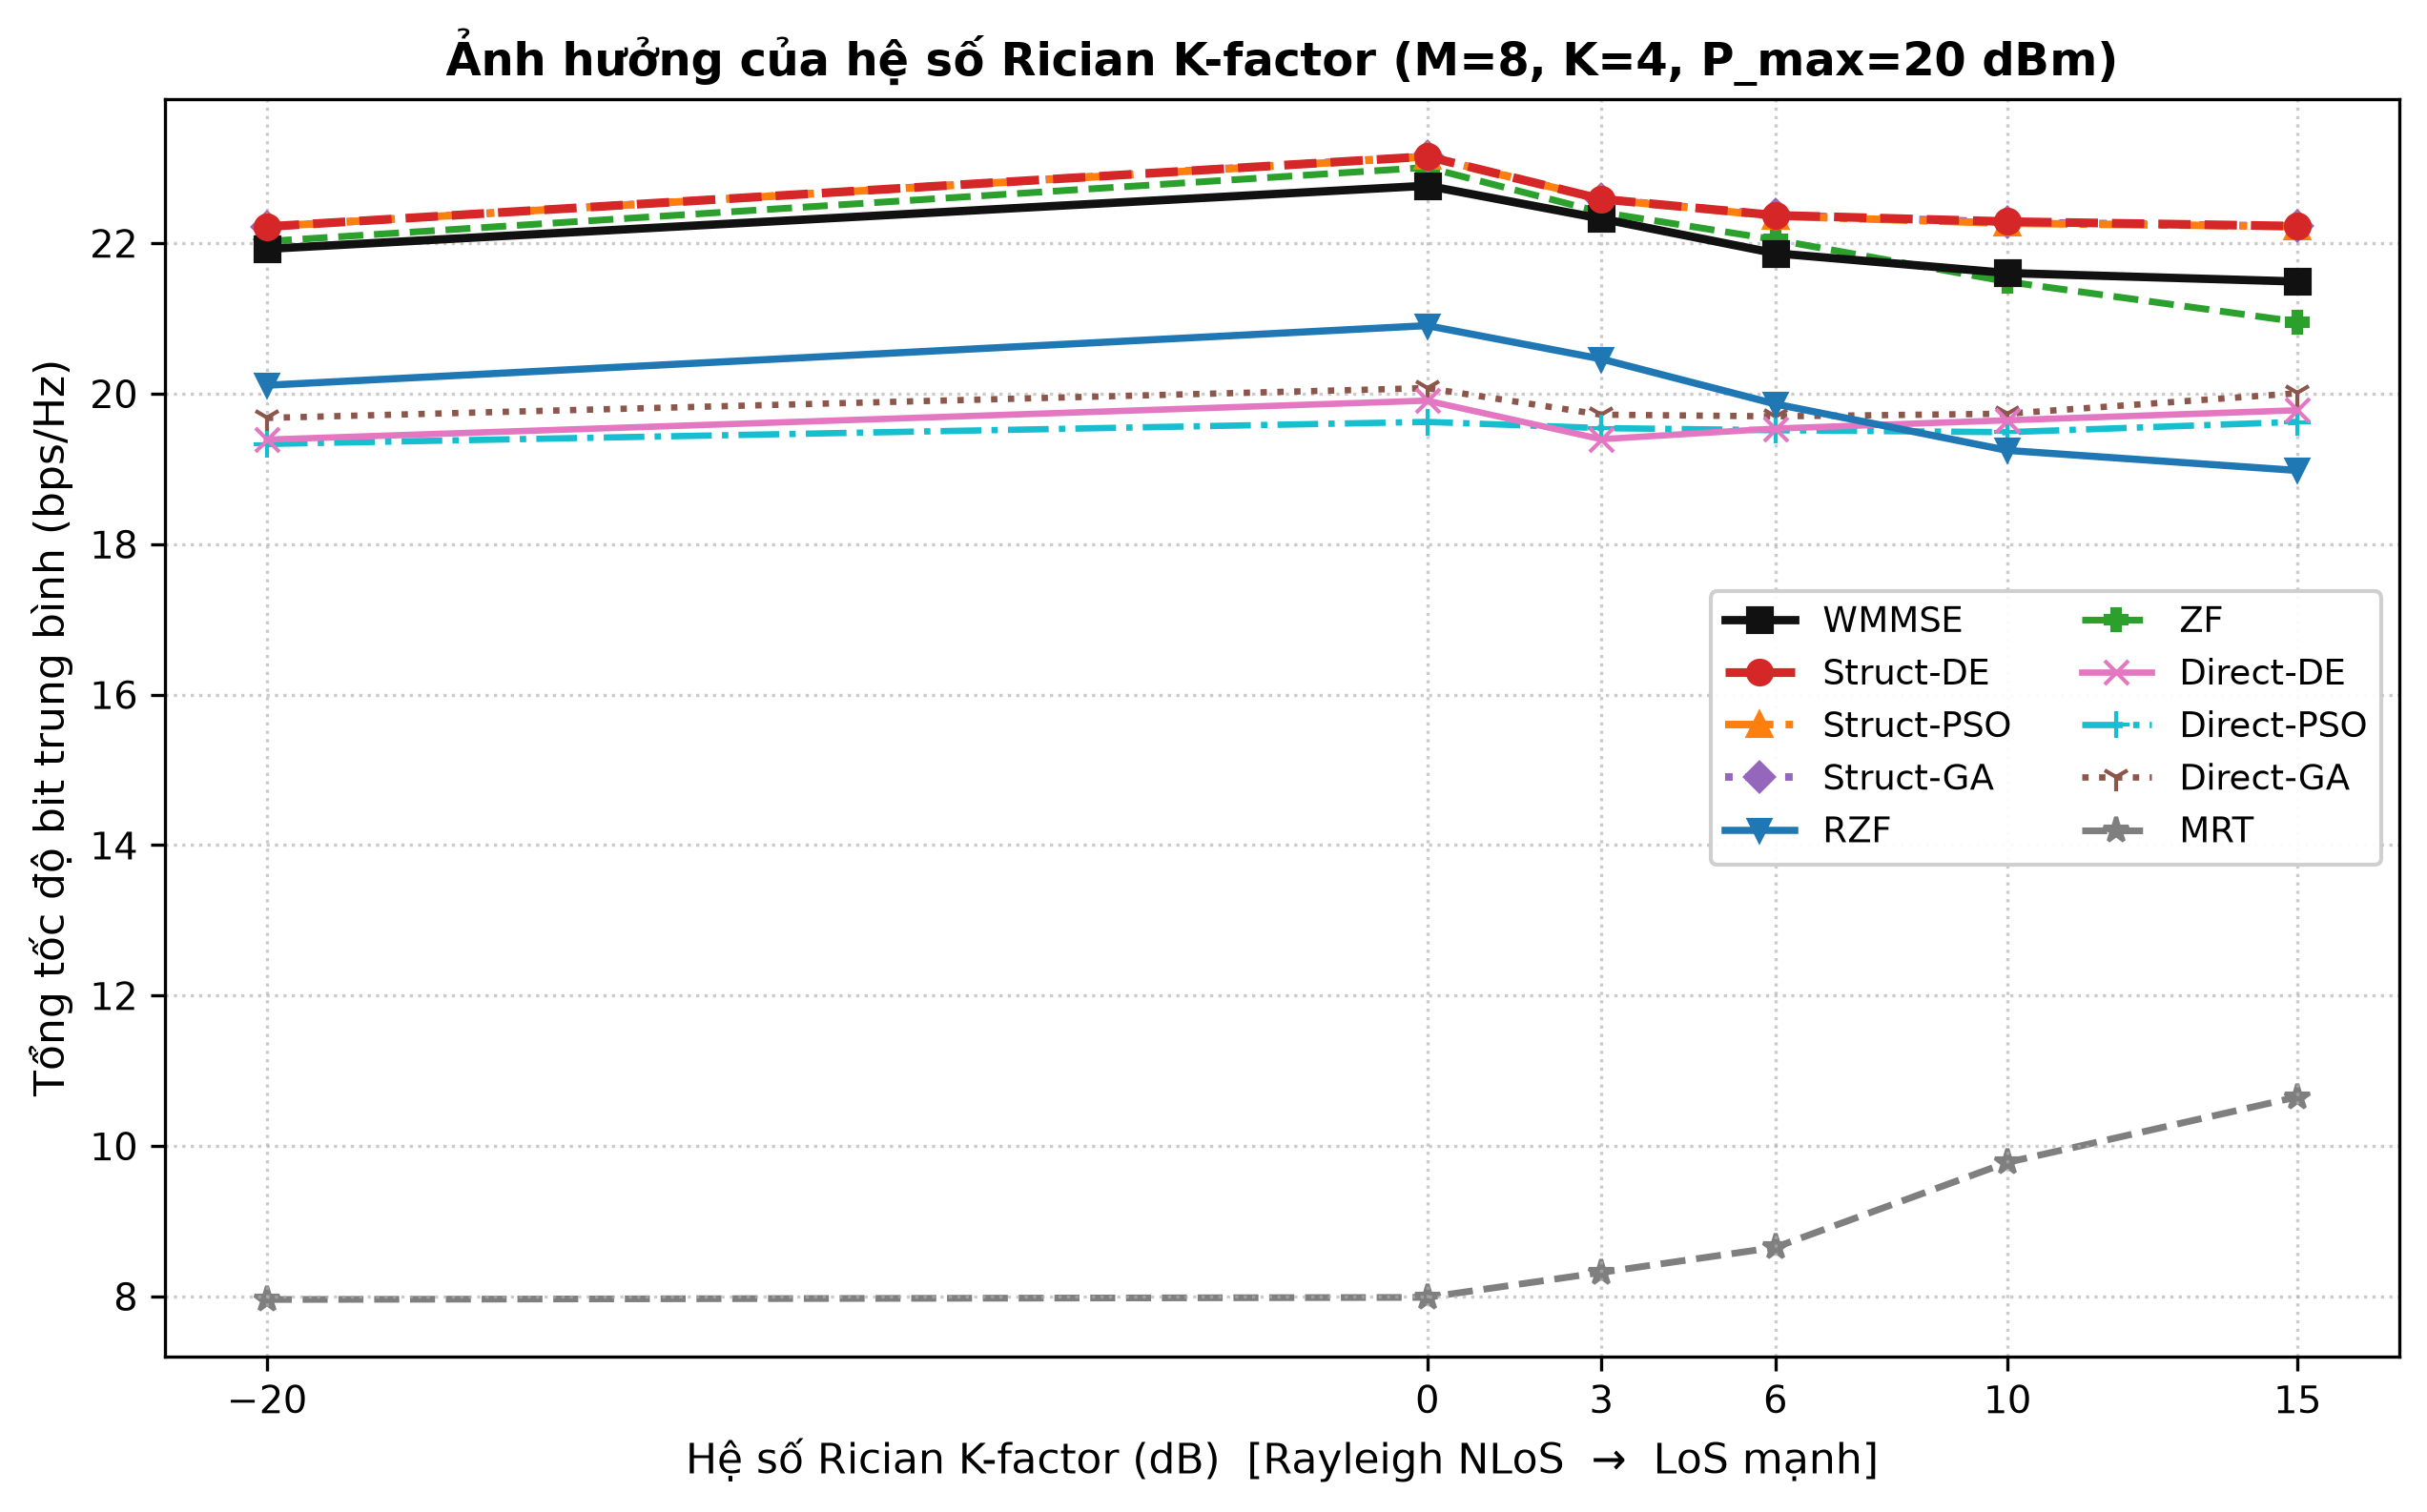 Ảnh hưởng của hệ số Rician K-factor (M=8, K=4, P_max=20 dBm)
Tổng tốc độ bit trung bình (bps/Hz)
22
20
18
16
14
12
10
8
WMMSE
Struct-DE
Struct-PSO
Struct-GA
RZF
ZF
Direct-DE
Direct-PSO
Direct-GA
MRT
−20
0
3
6
10
15
Hệ số Rician K-factor (dB) [Rayleigh NLoS → LoS mạnh]